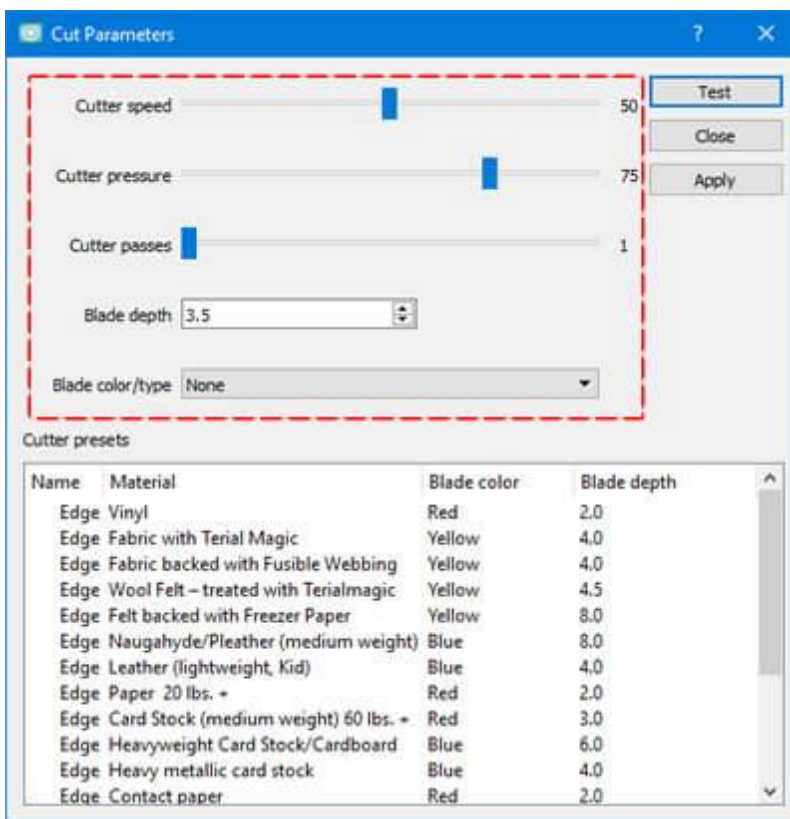 Cut Parameters ? ×
Cutter speed 50 Test
Close
Cutter pressure 75 Apply
Cutter passes 1
Blade depth 3.5
Blade color/type None
Cutter presets
Name Material Blade color Blade depth
Edge Vinyl Red 2.0
Edge Fabric with Terial Magic Yellow 4.0
Edge Fabric backed with Fusible Webbing Yellow 4.0
Edge Wool Felt – treated with Terialmagic Yellow 4.5
Edge Felt backed with Freezer Paper Yellow 8.0
Edge Naugahyde/Pleather (medium weight) Blue 8.0
Edge Leather (lightweight, Kid) Blue 4.0
Edge Paper 20 lbs. + Red 2.0
Edge Card Stock (medium weight) 60 lbs. + Red 3.0
Edge Heavyweight Card Stock/Cardboard Blue 6.0
Edge Heavy metallic card stock Blue 4.0
Edge Contact paper Red 2.0